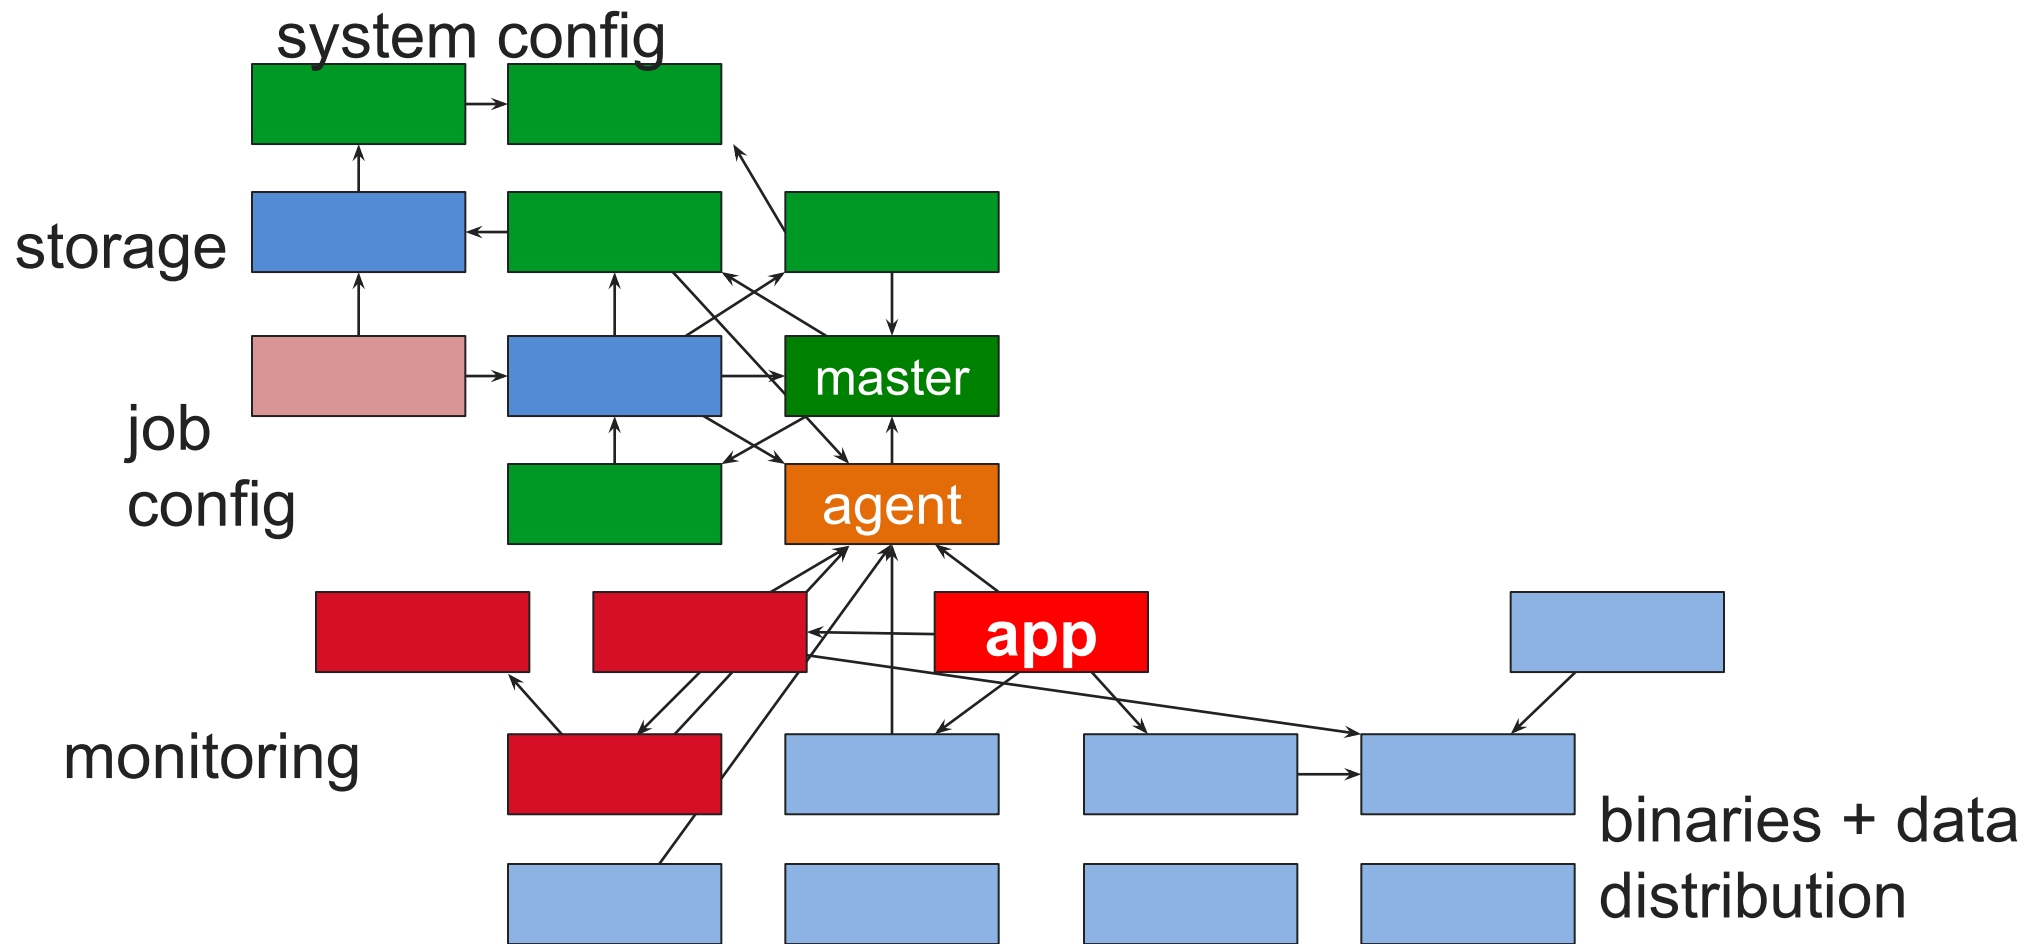 system config
storage
master
job
config
agent
app
monitoring
binaries + data
distribution